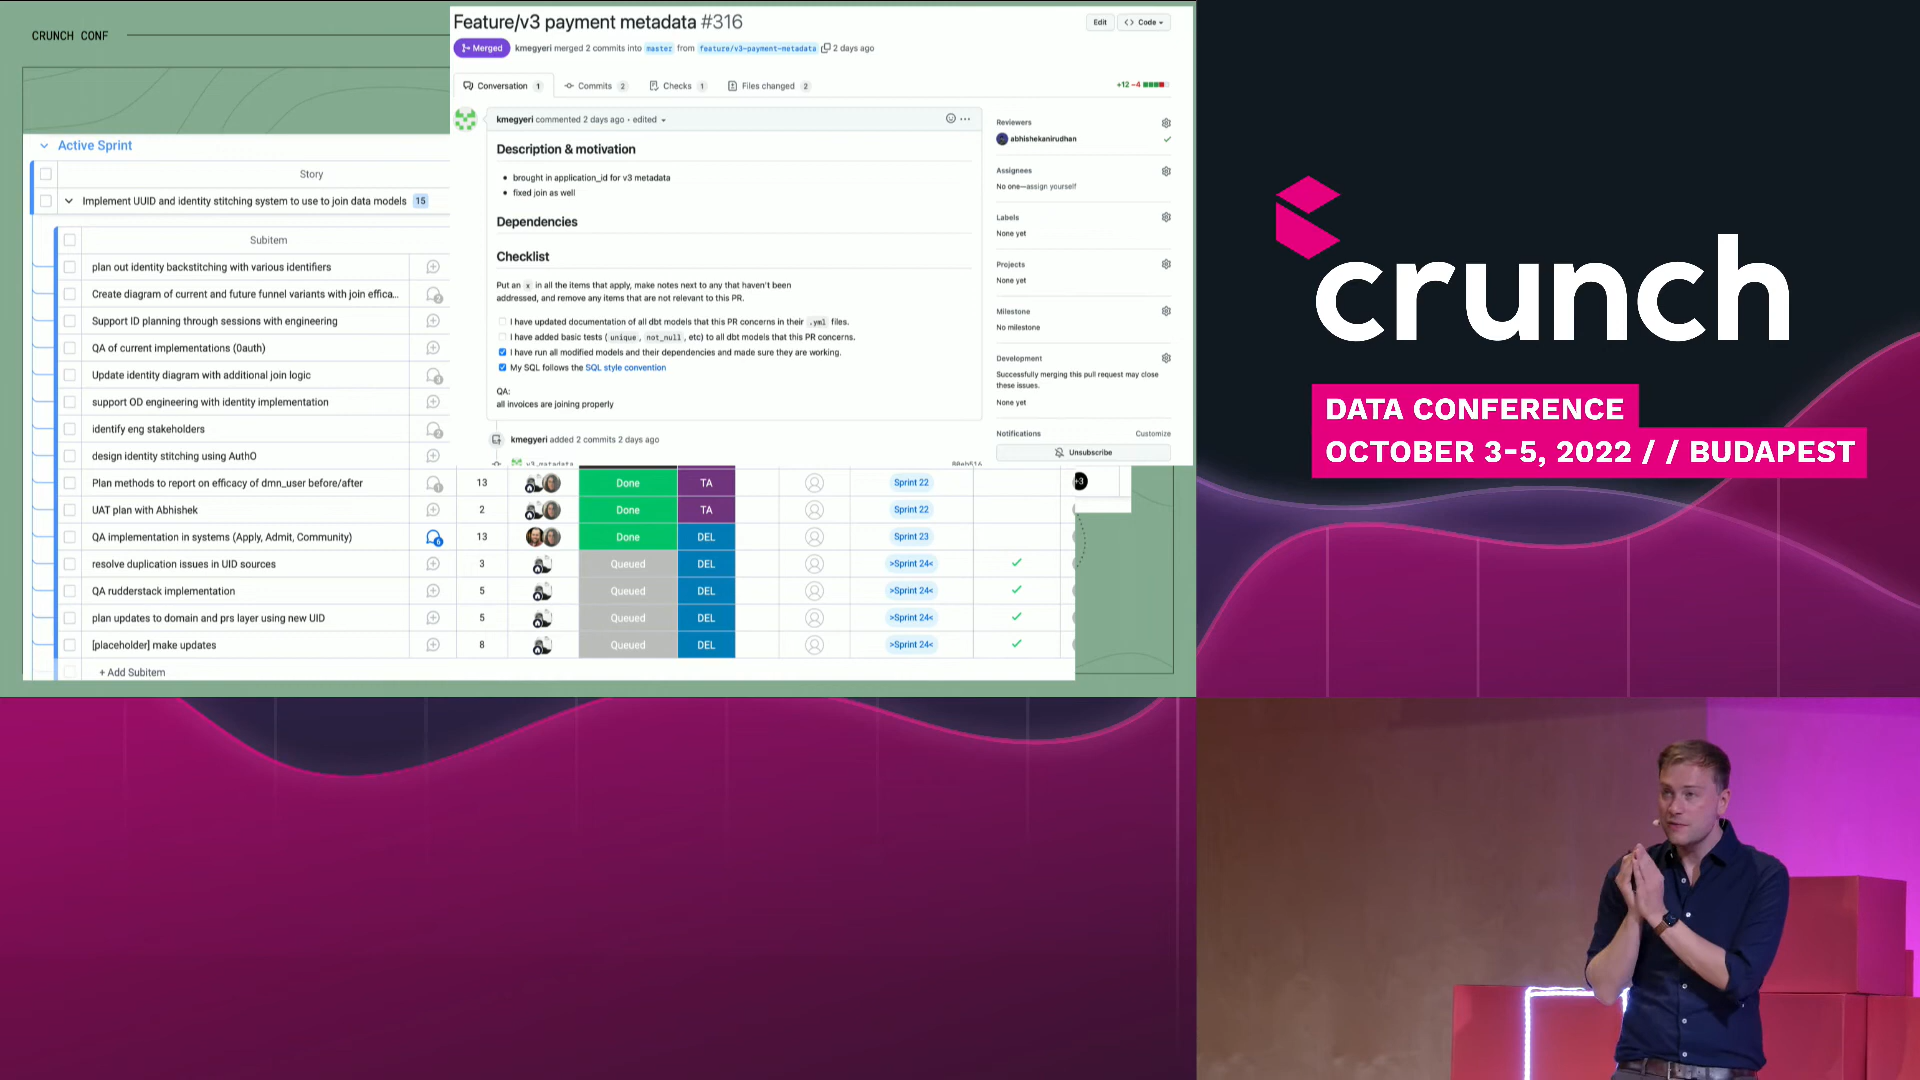 CRUNCH CONF
Feature/v3 payment metadata #316
Edit
<> Code
Merged
kmegyeri merged 2 commits into master from feature/v3-payment-metadata 2 days ago
Conversation 1
Commits 2
Checks 1
Files changed 2
+12 −4
kmegyeri commented 2 days ago • edited
Description & motivation
• brought in application_id for v3 metadata
• fixed join as well
Dependencies
Checklist
Put an x in all the items that apply, make notes next to any that haven't been
addressed, and remove any items that are not relevant to this PR.
I have updated documentation of all dbt models that this PR concerns in their .yml files.
I have added basic tests ( unique , not_null , etc) to all dbt models that this PR concerns.
I have run all modified models and their dependencies and made sure they are working.
My SQL follows the SQL style convention
QA:
all invoices are joining properly
kmegyeri added 2 commits 2 days ago
Reviewers
abhishekanirudhan
Assignees
No one—assign yourself
Labels
None yet
Projects
None yet
Milestone
No milestone
Development
Successfully merging this pull request may close
these issues.
None yet
Notifications
Customize
Unsubscribe
Active Sprint
Story
Implement UUID and identity stitching system to use to join data models 15
Subitem
plan out identity backstitching with various identifiers
Create diagram of current and future funnel variants with join effica...
Support ID planning through sessions with engineering
QA of current implementations (0auth)
Update identity diagram with additional join logic
support OD engineering with identity implementation
identify eng stakeholders
design identity stitching using AuthO
Plan methods to report on efficacy of dmn_user before/after 13 Done TA Sprint 22
UAT plan with Abhishek 2 Done TA Sprint 22
QA implementation in systems (Apply, Admit, Community) 13 Done DEL Sprint 23
resolve duplication issues in UID sources 3 Queued DEL >Sprint 24<
QA rudderstack implementation 5 Queued DEL >Sprint 24<
plan updates to domain and prs layer using new UID 5 Queued DEL >Sprint 24<
[placeholder] make updates 8 Queued DEL >Sprint 24<
+ Add Subitem
+3
crunch
DATA CONFERENCE
OCTOBER 3-5, 2022 // BUDAPEST